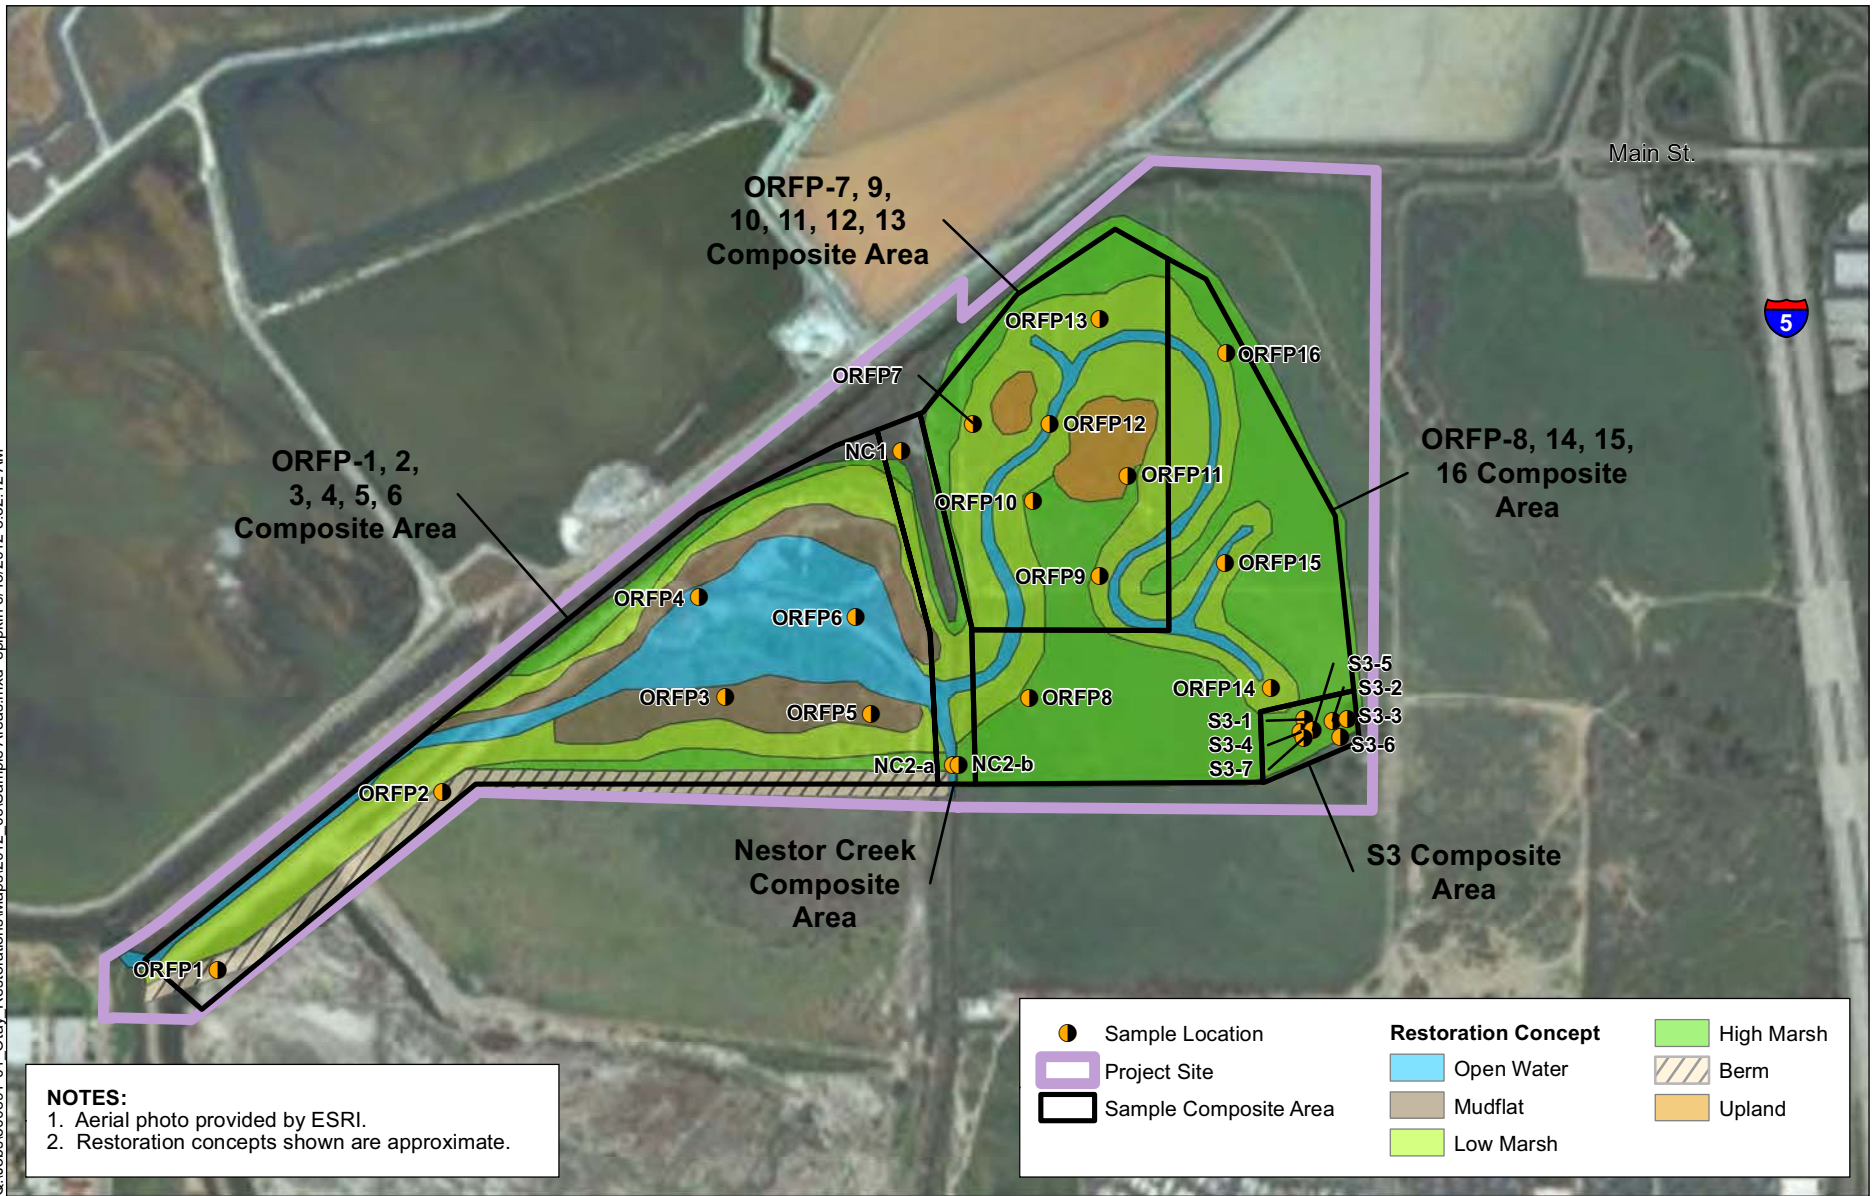 Main St.
5
ORFP-7, 9,
10, 11, 12, 13
Composite Area
ORFP13
ORFP16
ORFP7
ORFP12
NC1
ORFP11
ORFP10
ORFP-8, 14, 15,
16 Composite
Area
ORFP-1, 2,
3, 4, 5, 6
Composite Area
ORFP15
ORFP9
ORFP4
ORFP6
S3-5
S3-2
ORFP14
ORFP3
ORFP8
ORFP5
S3-1
S3-3
S3-4
S3-6
S3-7
NC2-a
NC2-b
ORFP2
Nestor Creek
Composite
Area
S3 Composite
Area
ORFP1
NOTES:
1. Aerial photo provided by ESRI.
2. Restoration concepts shown are approximate.
Sample Location
Project Site
Sample Composite Area
Restoration Concept
Open Water
Mudflat
Low Marsh
High Marsh
Berm
Upland